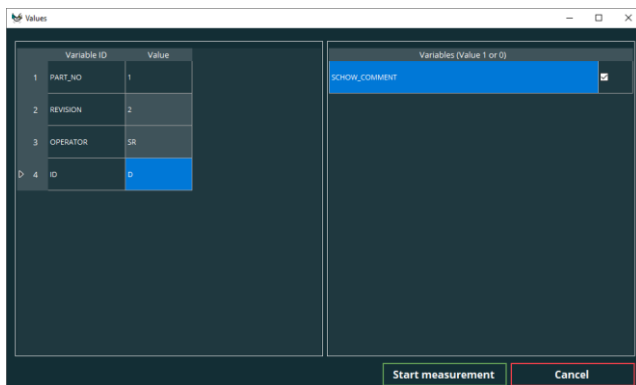 Values
Variable ID Value
1 PART_NO 1
2 REVISION 2
3 OPERATOR SR
4 ID D
Variables (Value 1 or 0)
SCHOW_COMMENT
Start measurement Cancel